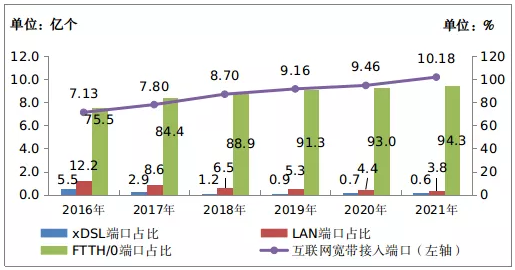 单位：亿个 单位：%
7.13 7.80 8.70 9.16 9.46 10.18
12.0 10.0 8.0 6.0 4.0 2.0 0.0
120 100 80 60 40 20 0
75.5 84.4 88.9 91.3 93.0 94.3
12.2 8.6 6.5 5.3 4.4 3.8
5.5 2.9 1.2 0.9 0.7 0.6
2016年 2017年 2018年 2019年 2020年 2021年
xDSL端口占比 LAN端口占比
FTTH/0端口占比 互联网宽带接入端口（左轴）